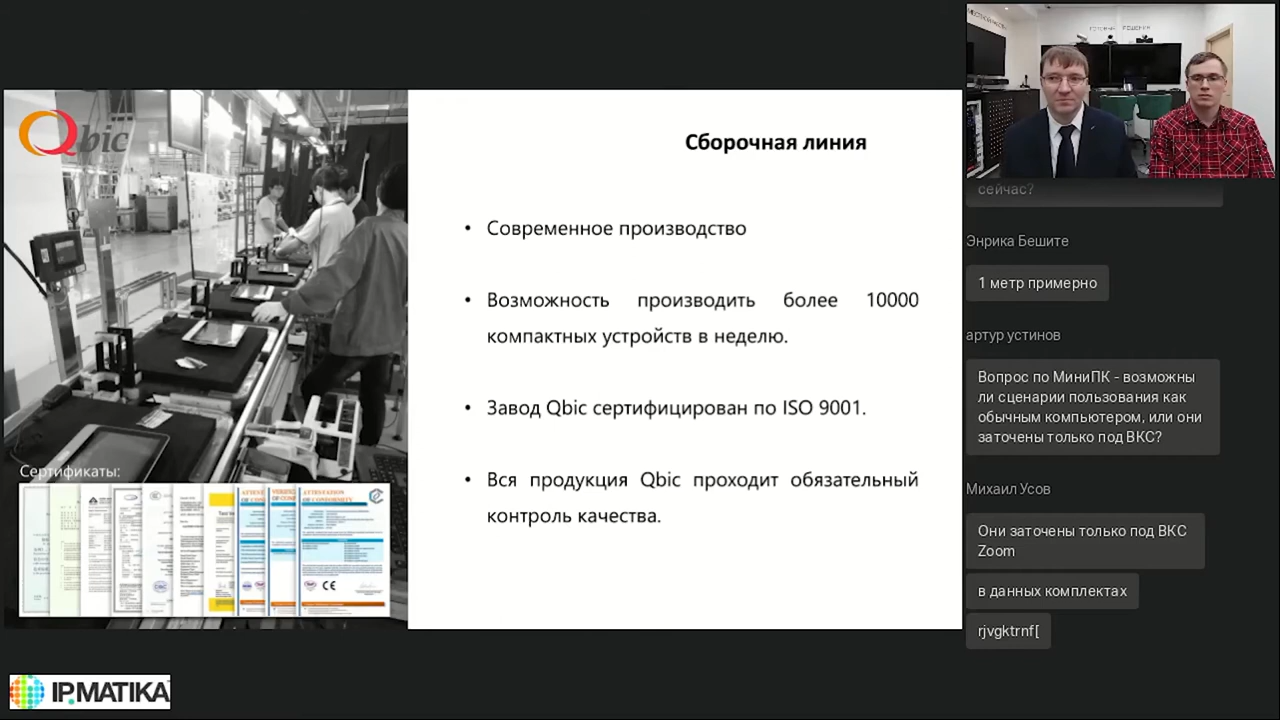 Qbic
Сборочная линия
• Современное производство
• Возможность производить более 10000
компактных устройств в неделю.
• Завод Qbic сертифицирован по ISO 9001.
• Вся продукция Qbic проходит обязательный
контроль качества.
Сертификаты:
IPMATIKA
сейчас?
Энрика Бешите
1 метр примерно
артур устинов
Вопрос по МиниПК - возможны
ли сценарии пользования как
обычным компьютером, или они
заточены только под ВКС?
Михаил Усов
Они заточены только под ВКС
Zoom
в данных комплектах
rjvgktrnf[